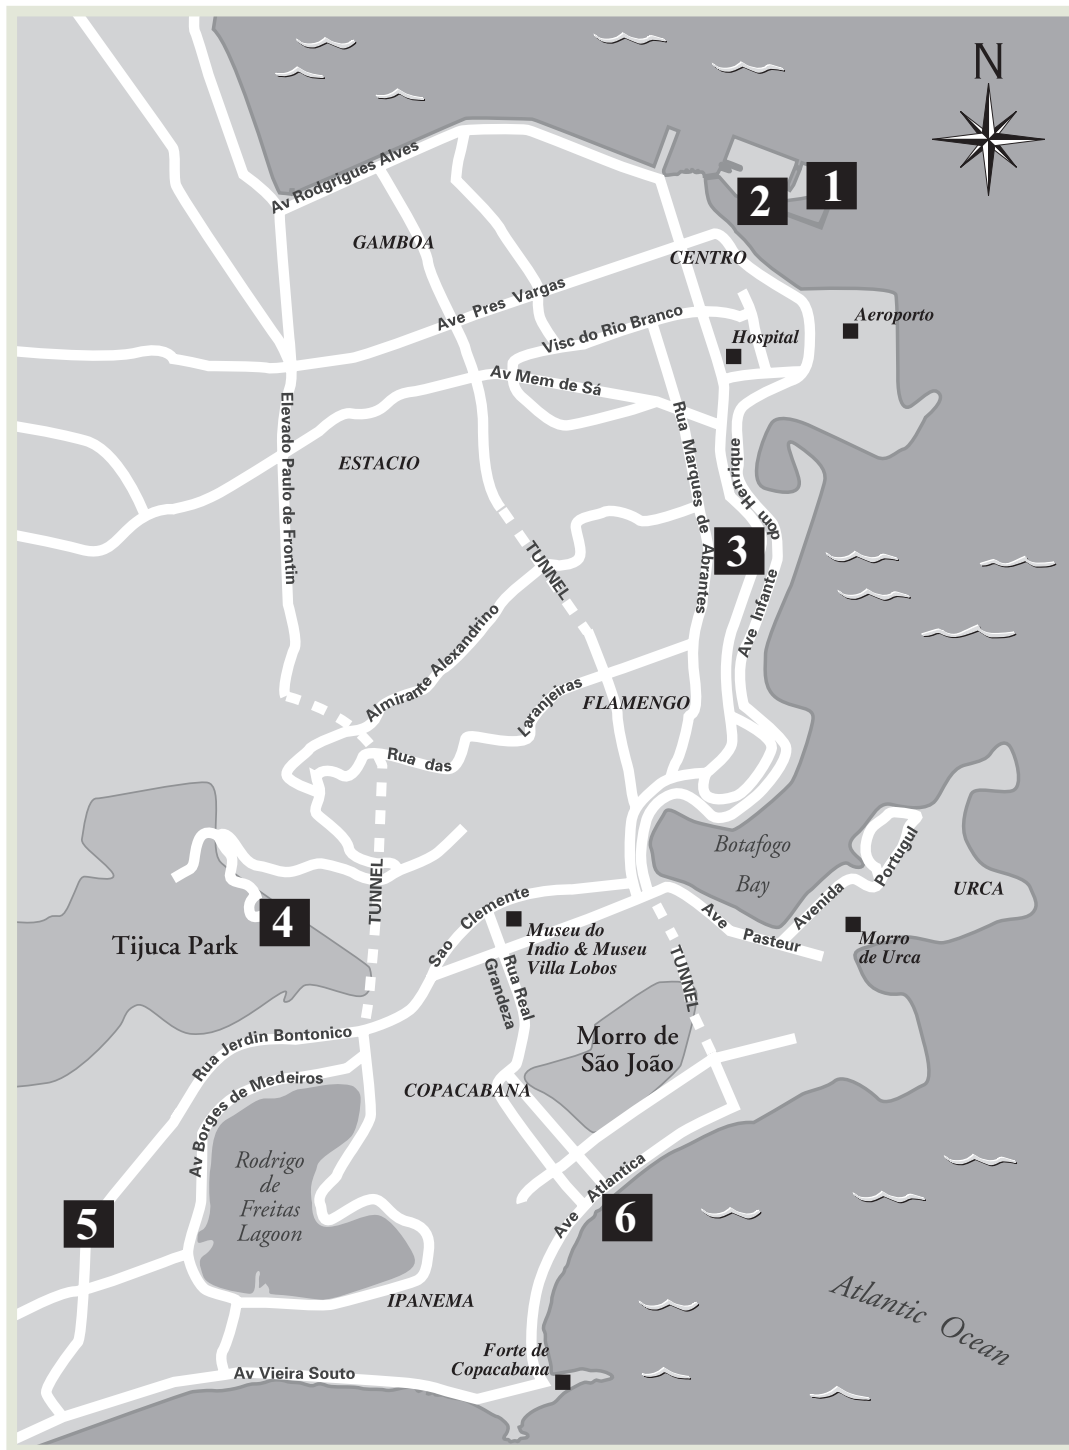 N
Av Rodgrigues Alves
1
2
GAMBOA
CENTRO
Ave Pres Vargas
Aeroporto
Visc do Rio Branco
Hospital
Av Mem de Sá
Elevado Paulo de Frontin
Rua Marques de Abrantes
ESTACIO
Ave Infante dom Henrique
3
TUNNEL
Almirante Alexandrino
Laranjeiras
FLAMENGO
Rua das
Botafogo
Bay
Avenida Portugul
URCA
TUNNEL
Sao Clemente
4
Tijuca Park
Museu do
Indio & Museu
Villa Lobos
Ave Pasteur
Morro
de Urca
TUNNEL
Rua Real
Grandeza
Morro de
São João
Rua Jerdin Bontonico
Av Borges de Medeiros
COPACABANA
Rodrigo
de
Freitas
Lagoon
Ave Atlantica
5
6
IPANEMA
Atlantic Ocean
Forte de
Copacabana
Av Vieira Souto